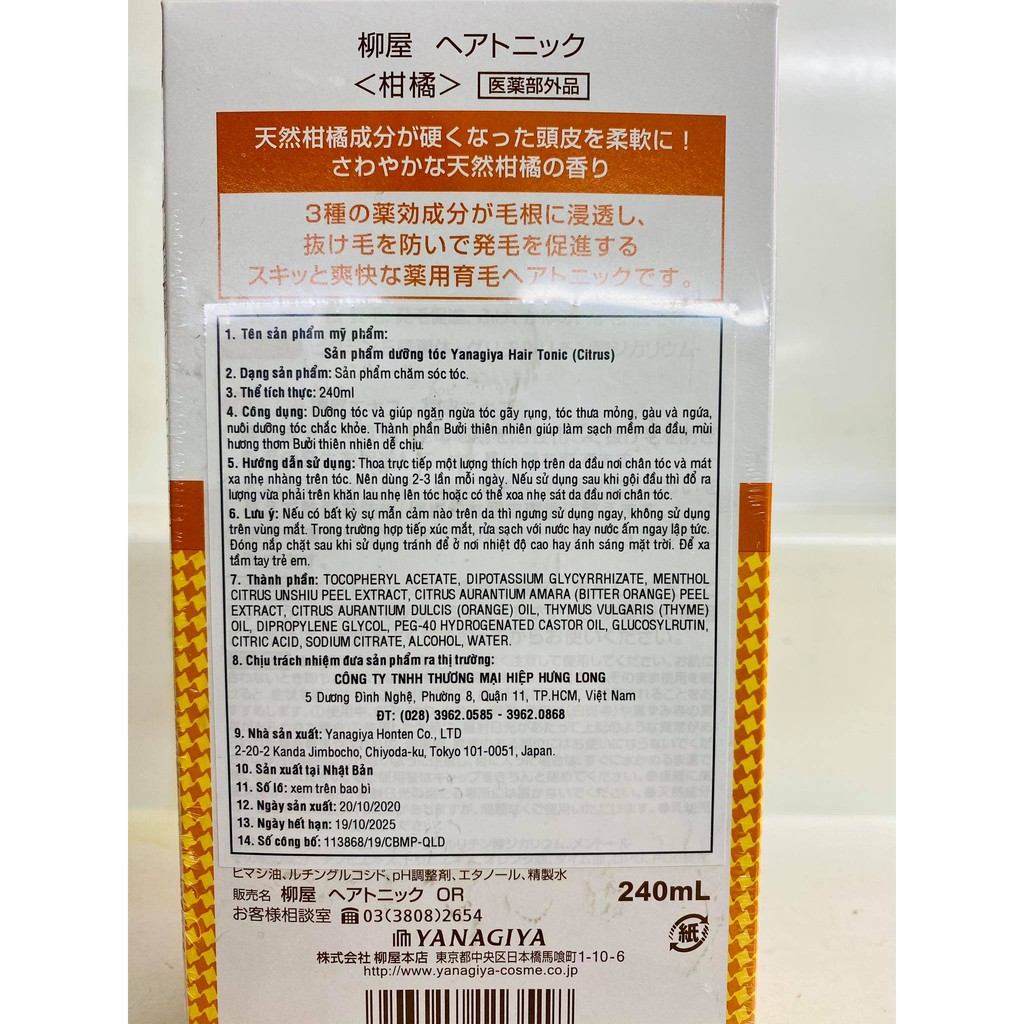 柳屋 ヘアトニック
＜柑橘＞ 医薬部外品
天然柑橘成分が硬くなった頭皮を柔軟に！
さわやかな天然柑橘の香り
3種の薬効成分が毛根に浸透し、
抜け毛を防いで発毛を促進する
スキッと爽快な薬用育毛ヘアトニックです。
1. Tên sản phẩm mỹ phẩm:
Sản phẩm dưỡng tóc Yanagiya Hair Tonic (Citrus)
2. Dạng sản phẩm: Sản phẩm chăm sóc tóc.
3. Thể tích thực: 240ml
4. Công dụng: Dưỡng tóc và giúp ngăn ngừa tóc gãy rụng, tóc thưa mỏng, gàu và ngứa,
nuôi dưỡng tóc chắc khỏe. Thành phần Bưởi thiên nhiên giúp làm sạch mềm da đầu, mùi
hương thơm Bưởi thiên nhiên dễ chịu.
5. Hướng dẫn sử dụng: Thoa trực tiếp một lượng thích hợp trên da đầu nơi chân tóc và mát
xa nhẹ nhàng trên tóc. Nên dùng 2-3 lần mỗi ngày. Nếu sử dụng sau khi gội đầu thì đổ ra
lượng vừa phải trên khăn lau nhẹ lên tóc hoặc có thể xoa nhẹ sát da đầu nơi chân tóc.
6. Lưu ý: Nếu có bất kỳ sự mẫn cảm nào trên da thì ngưng sử dụng ngay, không sử dụng
trên vùng mắt. Trong trường hợp tiếp xúc mắt, rửa sạch với nước hay nước ấm ngay lập tức.
Đóng nắp chặt sau khi sử dụng tránh để ở nơi nhiệt độ cao hay ánh sáng mặt trời. Để xa
tầm tay trẻ em.
7. Thành phần: TOCOPHERYL ACETATE, DIPOTASSIUM GLYCYRRHIZATE, MENTHOL
CITRUS UNSHIU PEEL EXTRACT, CITRUS AURANTIUM AMARA (BITTER ORANGE) PEEL
EXTRACT, CITRUS AURANTIUM DULCIS (ORANGE) OIL, THYMUS VULGARIS (THYME)
OIL, DIPROPYLENE GLYCOL, PEG-40 HYDROGENATED CASTOR OIL, GLUCOSYLRUTIN,
CITRIC ACID, SODIUM CITRATE, ALCOHOL, WATER.
8. Chịu trách nhiệm đưa sản phẩm ra thị trường:
CÔNG TY TNHH THƯƠNG MẠI HIỆP HƯNG LONG
5 Dương Đình Nghệ, Phường 8, Quận 11, TP.HCM, Việt Nam
ĐT: (028) 3962.0585 - 3962.0868
9. Nhà sản xuất: Yanagiya Honten Co., LTD
2-20-2 Kanda Jimbocho, Chiyoda-ku, Tokyo 101-0051, Japan.
10. Sản xuất tại Nhật Bản
11. Số lô: xem trên bao bì
12. Ngày sản xuất: 20/10/2020
13. Ngày hết hạn: 19/10/2025
14. Số công bố: 113868/19/CBMP-QLD
ヒマシ油、ルチングルコシド、pH調整剤、エタノール、精製水
販売名 柳屋 ヘアトニック OR
240mL
お客様相談室 03(3808)2654
紙
YANAGIYA
株式会社 柳屋本店 東京都中央区日本橋馬喰町1-10-6
http://www.yanagiya-cosme.co.jp